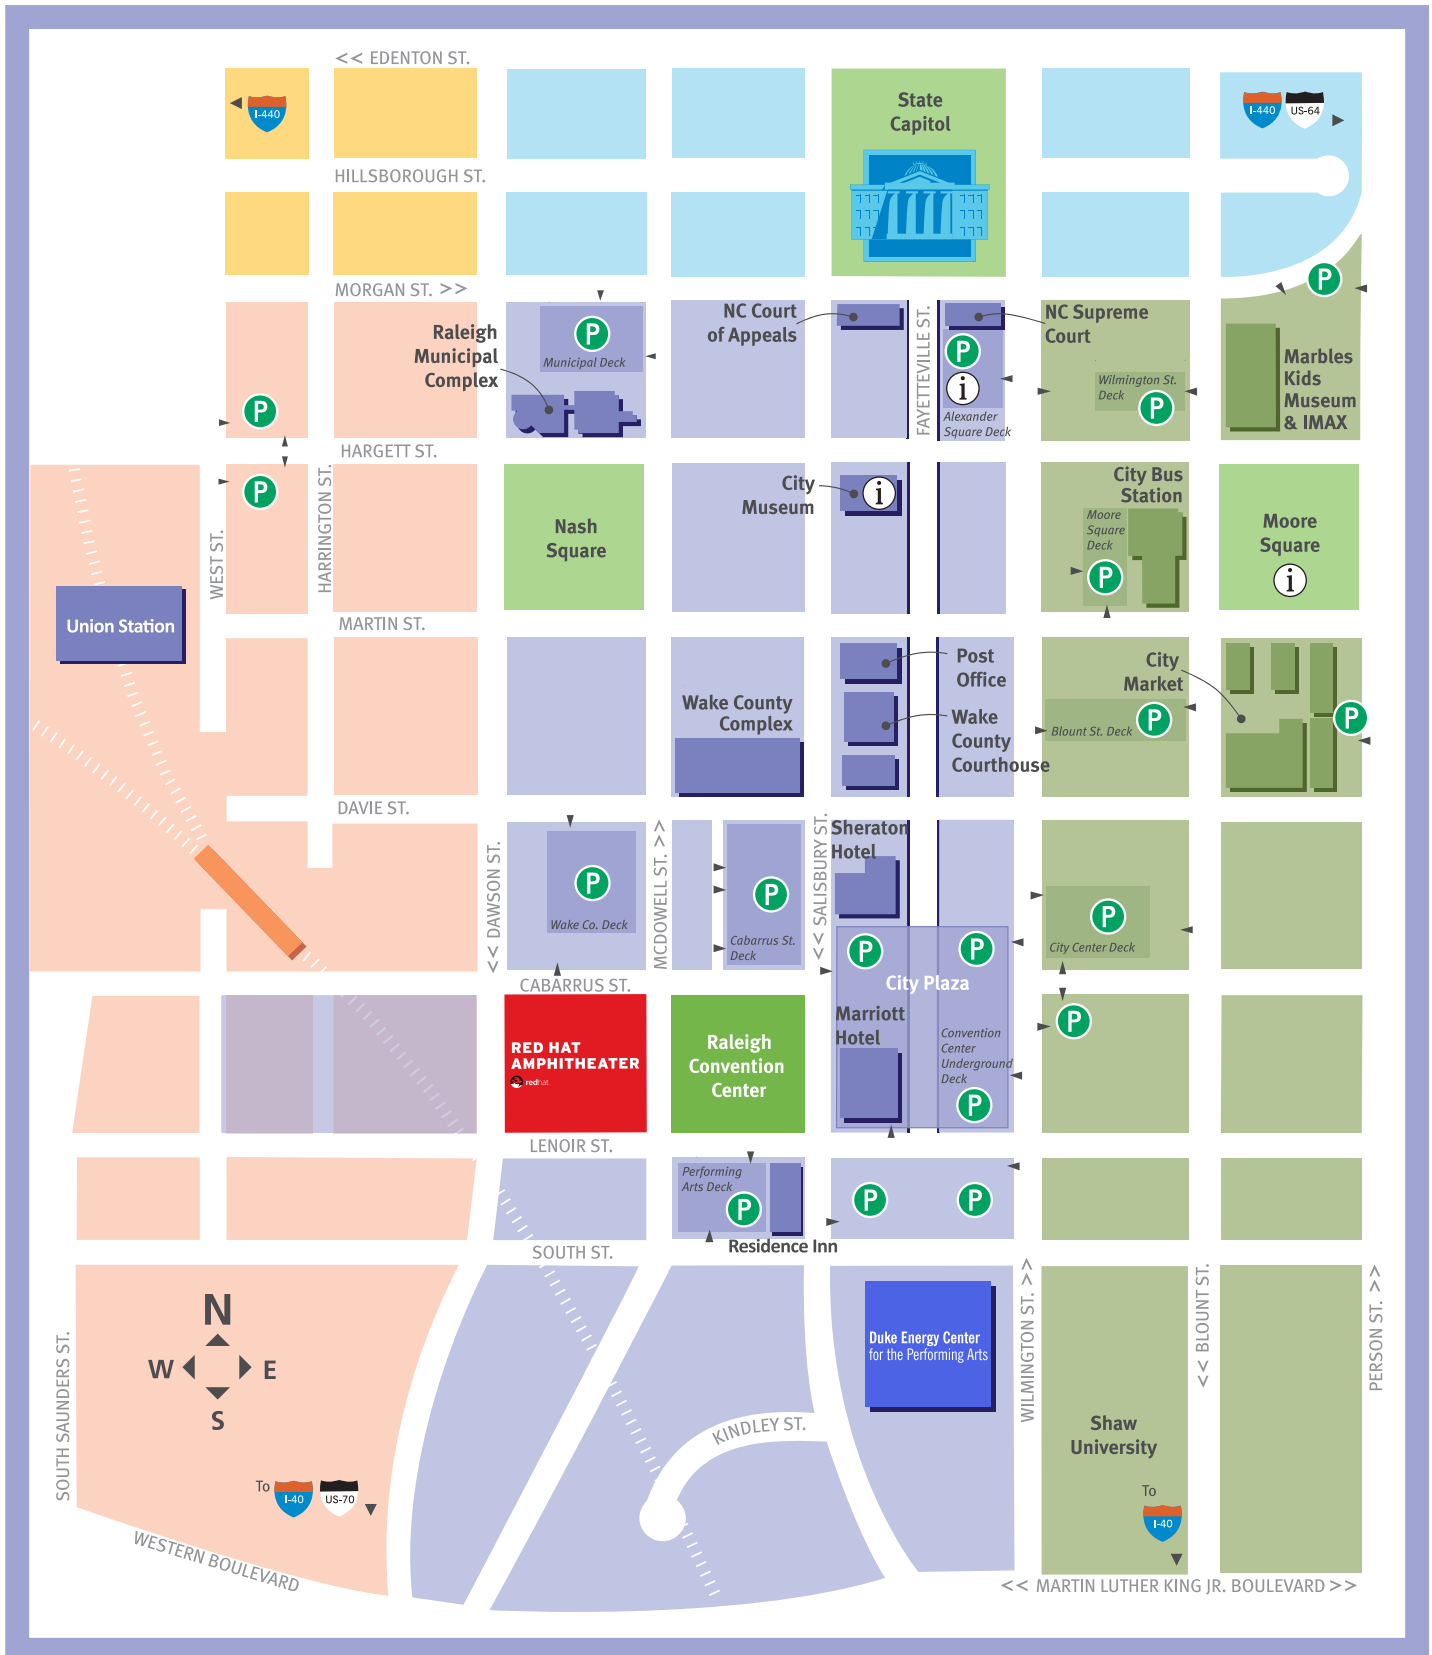 << EDENTON ST.
I-440
State
Capitol
I-440
US-64
HILLSBOROUGH ST.
MORGAN ST. >>
P
Municipal Deck
Raleigh
Municipal
Complex
NC Court
of Appeals
FAYETTEVILLE ST.
P
i
Alexander
Square Deck
NC Supreme
Court
Wilmington St.
Deck
P
P
Marbles
Kids
Museum
& IMAX
P
HARGETT ST.
P
WEST ST.
HARRINGTON ST.
Nash
Square
City
Museum
i
City Bus
Station
Moore
Square
Deck
P
Moore
Square
i
Union Station
MARTIN ST.
Wake County
Complex
Post
Office
Wake
County
Courthouse
Blount St. Deck
P
City
Market
P
DAVIE ST.
<< DAWSON ST.
P
Wake Co. Deck
MCDOWELL ST. >>
P
Cabarrus St.
Deck
<< SALISBURY ST.
Sheraton
Hotel
P
P
City Plaza
P
City Center Deck
CABARRUS ST.
RED HAT
AMPHITHEATER
redhat
Raleigh
Convention
Center
Marriott
Hotel
Convention
Center
Underground
Deck
P
P
LENOIR ST.
Performing
Arts Deck
P
Residence Inn
P
P
SOUTH ST.
SOUTH SAUNDERS ST.
N
W
E
S
To
I-40
US-70
WESTERN BOULEVARD
KINDLEY ST.
Duke Energy Center
for the Performing Arts
WILMINGTON ST. >>
Shaw
University
To
I-40
<< BLOUNT ST.
PERSON ST. >>
<< MARTIN LUTHER KING JR. BOULEVARD >>